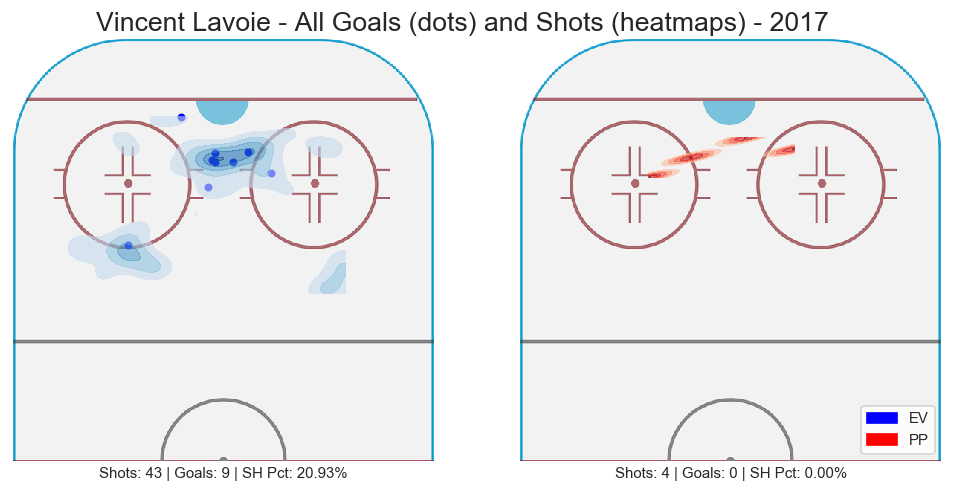 Vincent Lavoie - All Goals (dots) and Shots (heatmaps) - 2017
EV
PP
Shots: 43 | Goals: 9 | SH Pct: 20.93%
Shots: 4 | Goals: 0 | SH Pct: 0.00%